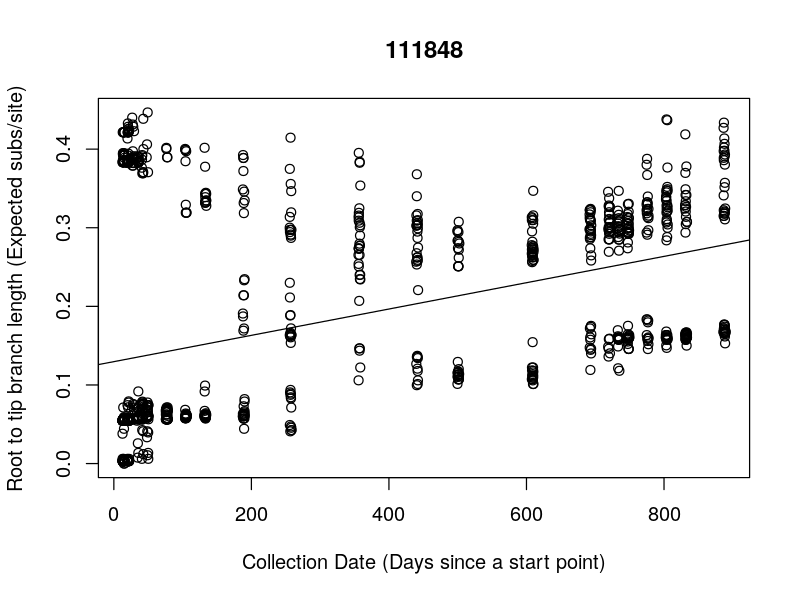 111848
Root to tip branch length (Expected subs/site)
0.4
0.3
0.2
0.1
0.0
0 200 400 600 800
Collection Date (Days since a start point)